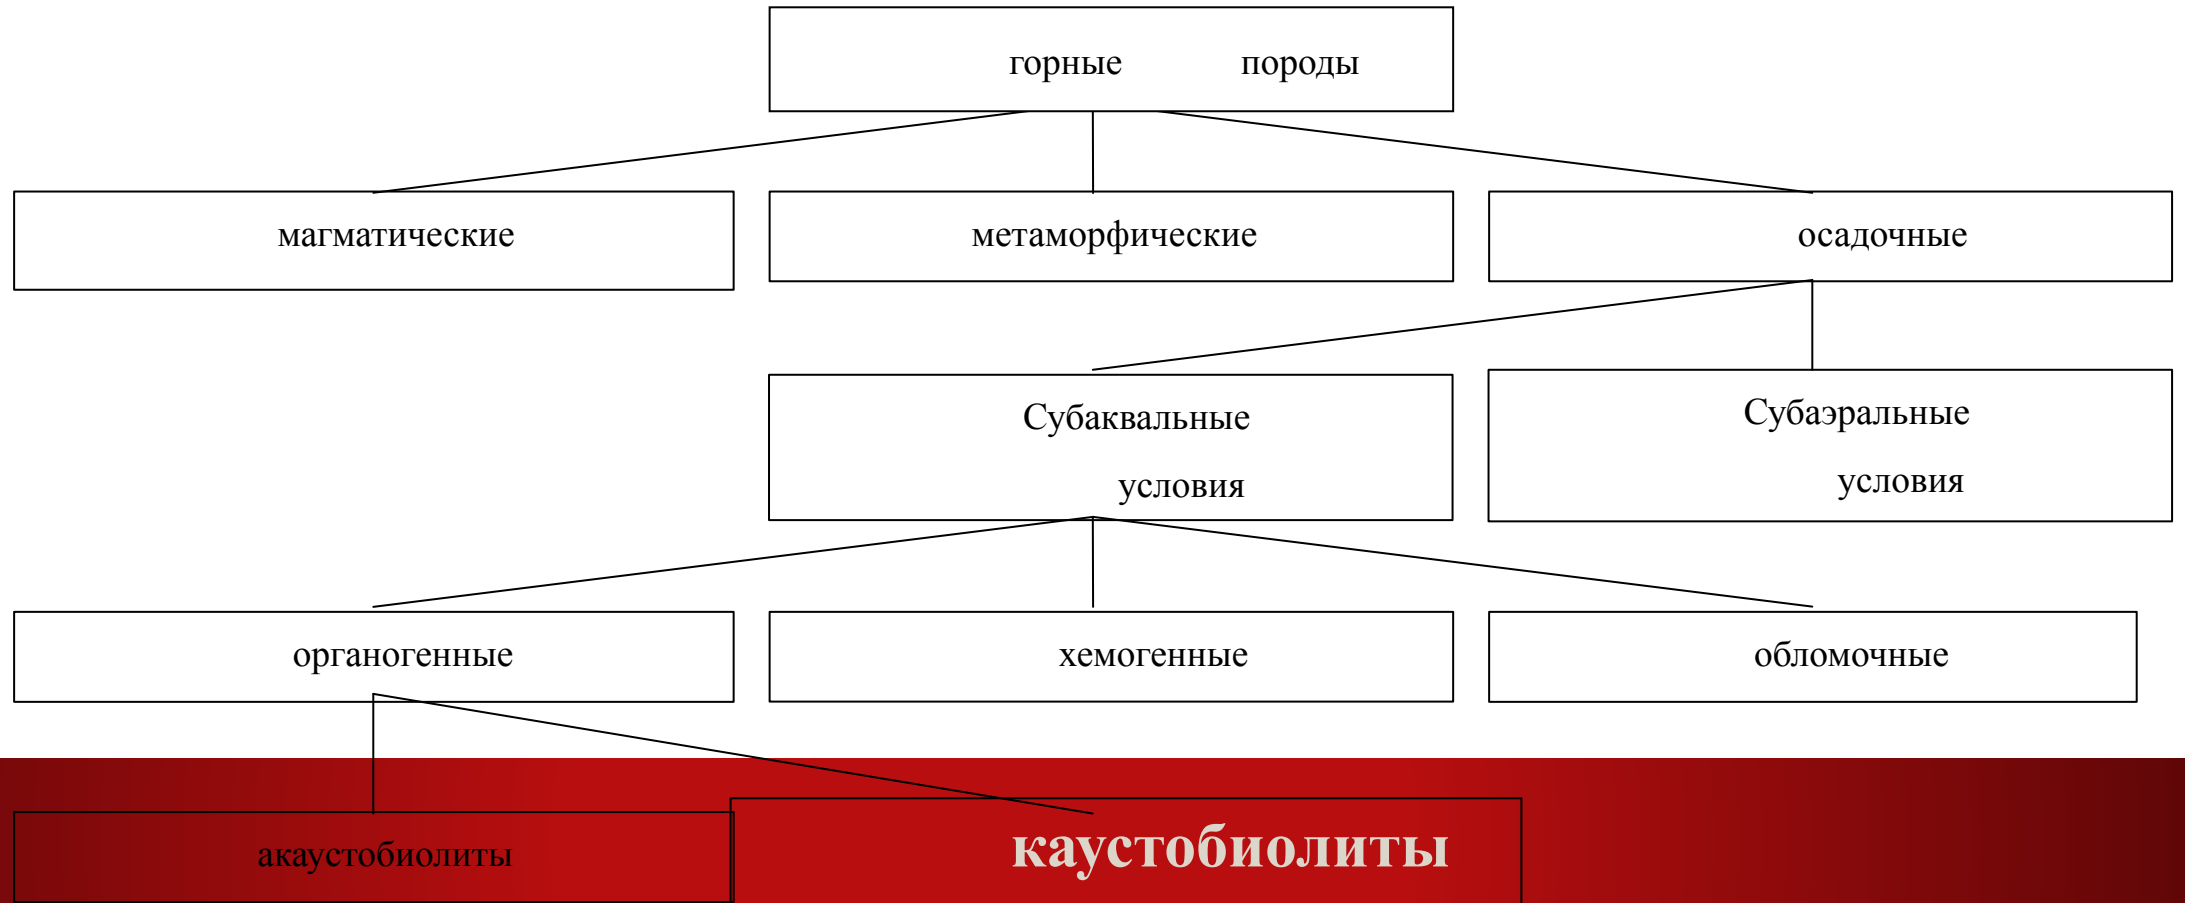 горные породы
магматические
метаморфические
осадочные
Субаквальные
условия
Субаэральные
условия
органогенные
хемогенные
обломочные
акаустобиолиты
каустобиолиты